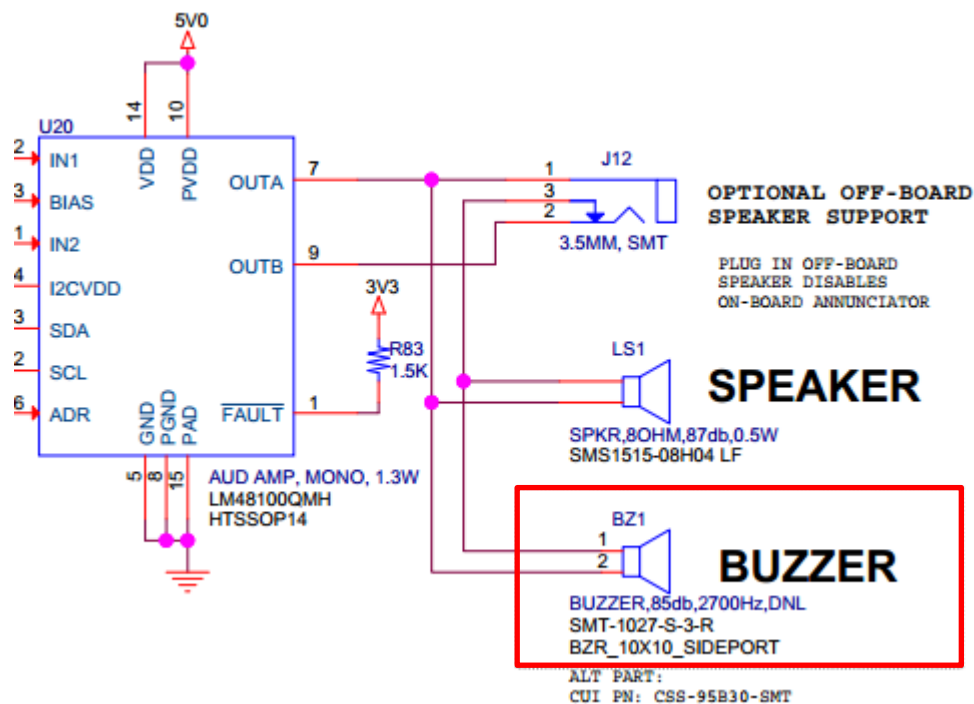 5V0
14
10
U20
2
IN1
VDD
PVDD
OUTA
7
3
BIAS
1
IN2
OUTB
9
4
I2CVDD
3
SDA
2
SCL
6
ADR
FAULT
1
GND
PGND
PAD
5
8
15
3V3
R83
1.5K
AUD AMP, MONO, 1.3W
LM48100QMH
HTSSOP14
J12
1
3
2
3.5MM, SMT
OPTIONAL OFF-BOARD
SPEAKER SUPPORT
PLUG IN OFF-BOARD
SPEAKER DISABLES
ON-BOARD ANNUNCIATOR
LS1
SPEAKER
SPKR,8OHM,87db,0.5W
SMS1515-08H04 LF
BZ1
1
2
BUZZER
BUZZER,85db,2700Hz,DNL
SMT-1027-S-3-R
BZR_10X10_SIDEPORT
ALT PART:
CUI PN: CSS-95B30-SMT